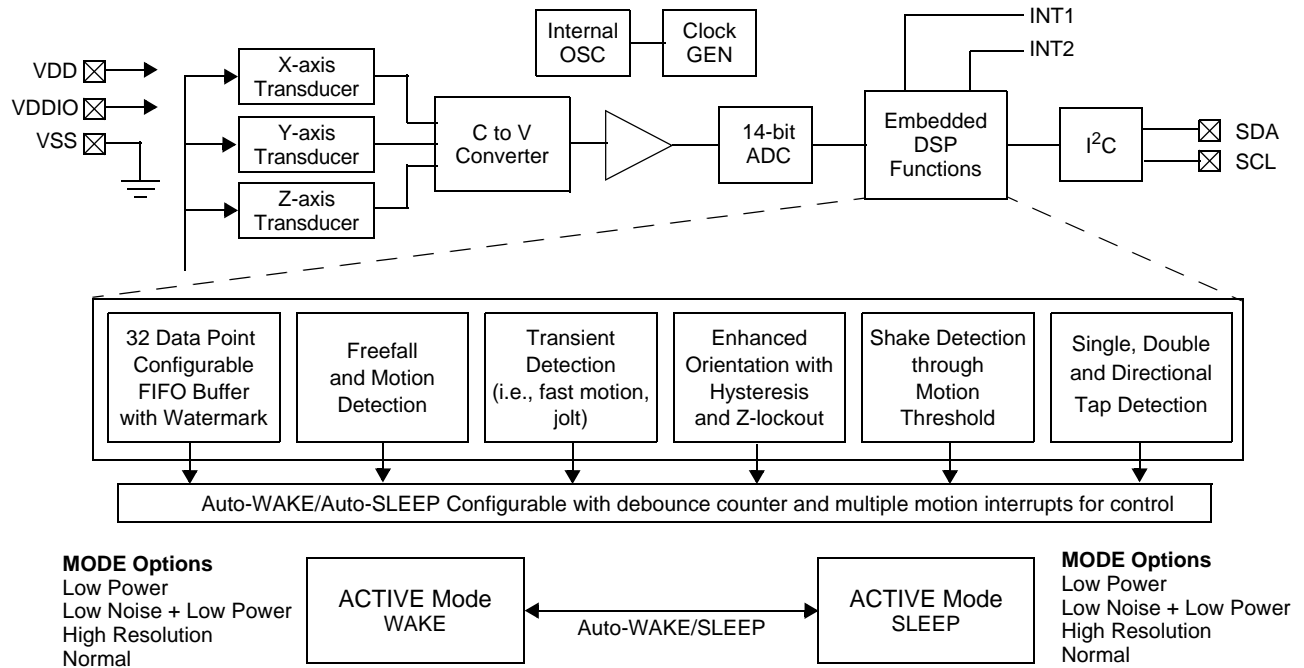 INT1
INT2
Internal
OSC
Clock
GEN
VDD
VDDIO
VSS
X-axis
Transducer
Y-axis
Transducer
Z-axis
Transducer
C to V
Converter
14-bit
ADC
Embedded
DSP
Functions
I²C
SDA
SCL
32 Data Point
Configurable
FIFO Buffer
with Watermark
Freefall
and Motion
Detection
Transient
Detection
(i.e., fast motion,
jolt)
Enhanced
Orientation with
Hysteresis
and Z-lockout
Shake Detection
through
Motion
Threshold
Single, Double
and Directional
Tap Detection
Auto-WAKE/Auto-SLEEP Configurable with debounce counter and multiple motion interrupts for control
MODE Options
Low Power
Low Noise + Low Power
High Resolution
Normal
ACTIVE Mode
WAKE
Auto-WAKE/SLEEP
ACTIVE Mode
SLEEP
MODE Options
Low Power
Low Noise + Low Power
High Resolution
Normal